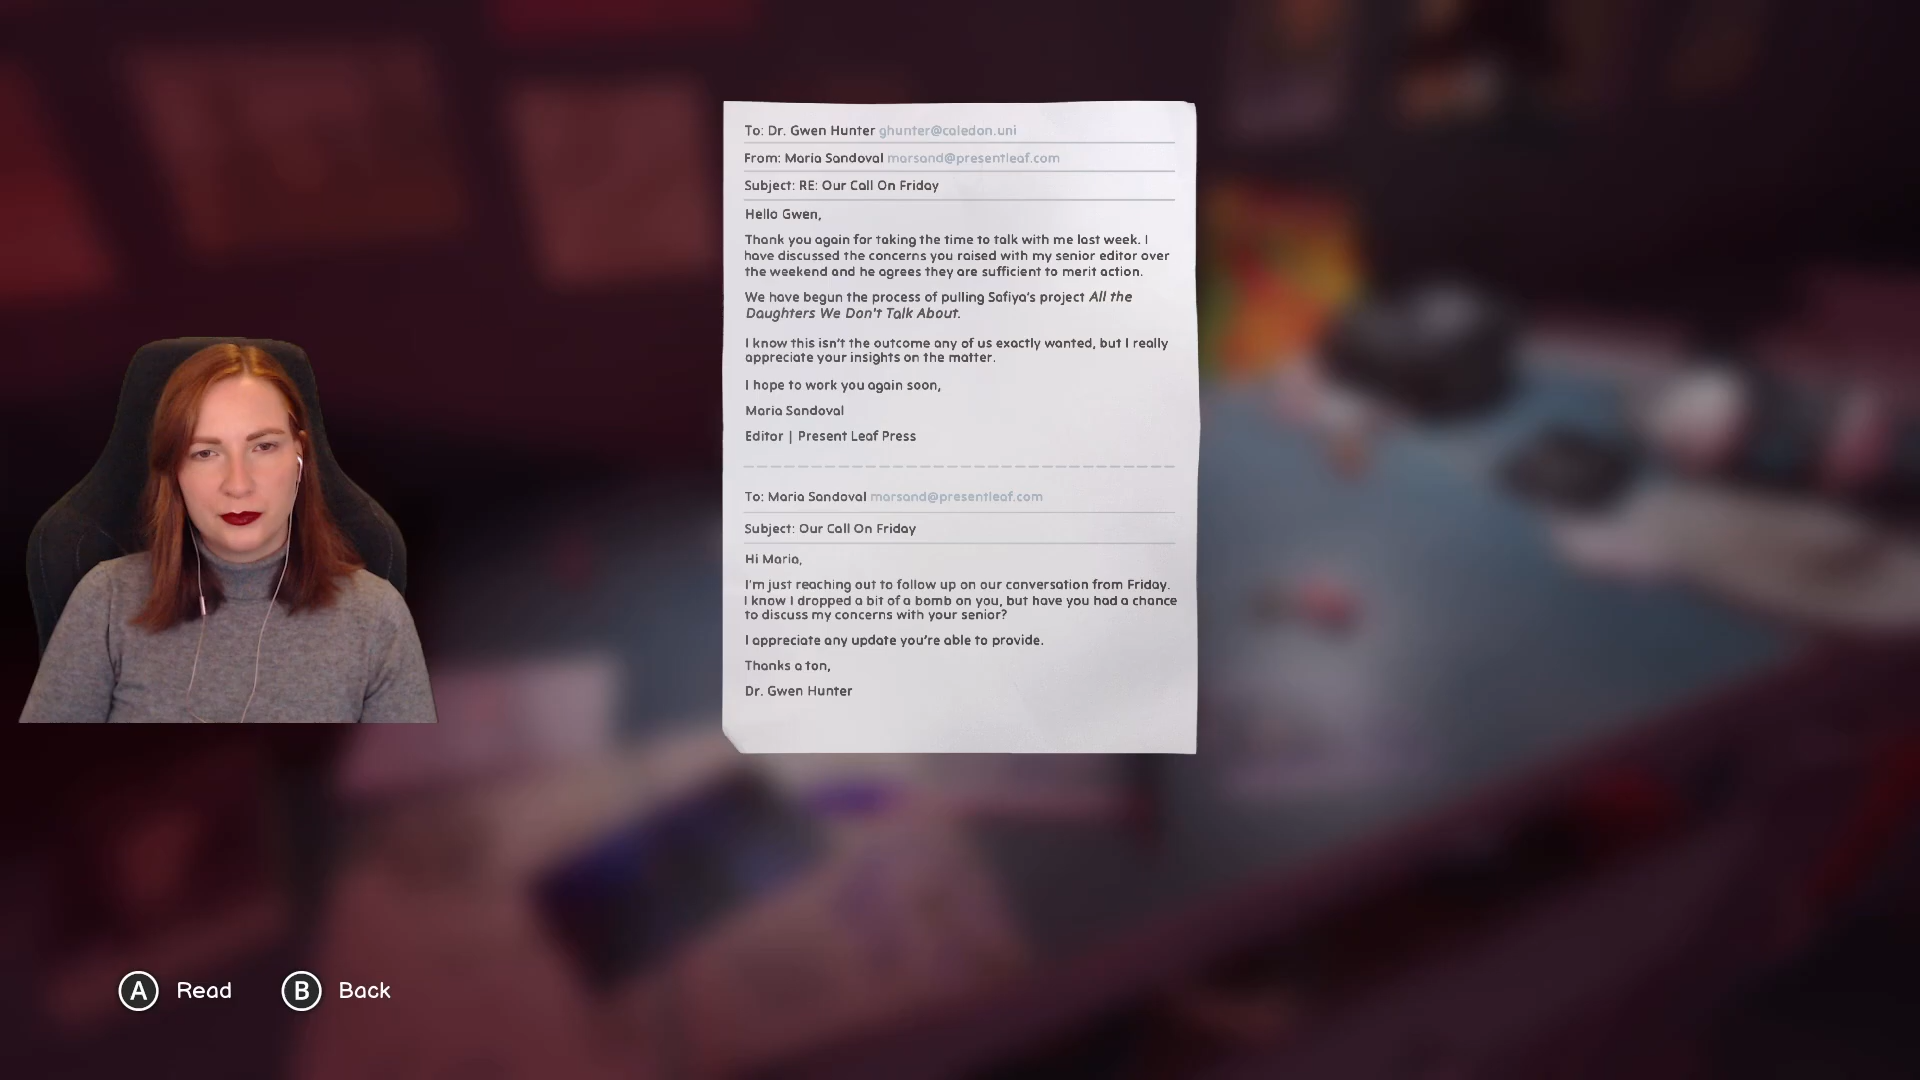 To: Dr. Gwen Hunter ghunter@caledon.uni
From: Maria Sandoval marsand@presentleaf.com
Subject: RE: Our Call On Friday
Hello Gwen,
Thank you again for taking the time to talk with me last week. I
have discussed the concerns you raised with my senior editor over
the weekend and he agrees they are sufficient to merit action.
We have begun the process of pulling Safiya's project All the
Daughters We Don't Talk About.
I know this isn't the outcome any of us exactly wanted, but I really
appreciate your insights on the matter.
I hope to work you again soon,
Maria Sandoval
Editor | Present Leaf Press
To: Maria Sandoval marsand@presentleaf.com
Subject: Our Call On Friday
Hi Maria,
I'm just reaching out to follow up on our conversation from Friday.
I know I dropped a bit of a bomb on you, but have you had a chance
to discuss my concerns with your senior?
I appreciate any update you're able to provide.
Thanks a ton,
Dr. Gwen Hunter
A Read B Back